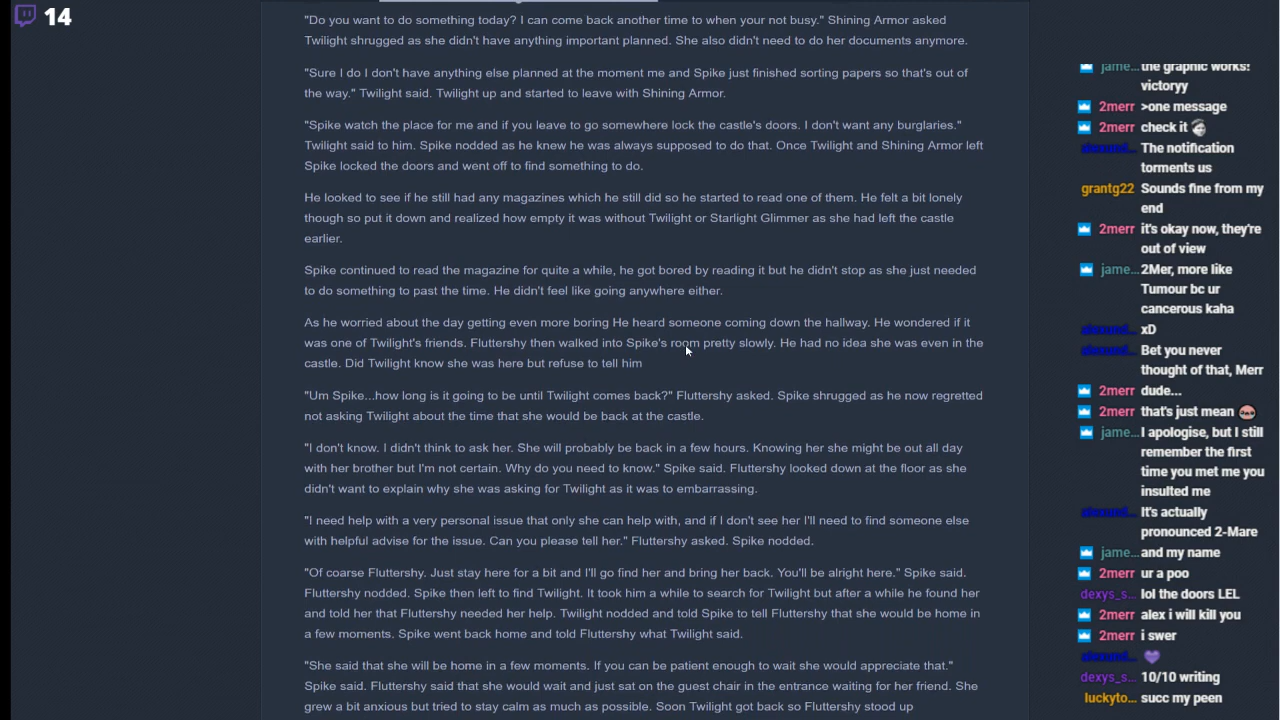 14
"Do you want to do something today? I can come back another time to when your not busy." Shining Armor asked
Twilight shrugged as she didn't have anything important planned. She also didn't need to do her documents anymore.
"Sure I do I don't have anything else planned at the moment me and Spike just finished sorting papers so that's out of
the way." Twilight said. Twilight up and started to leave with Shining Armor.
"Spike watch the place for me and if you leave to go somewhere lock the castle's doors. I don't want any burglaries."
Twilight said to him. Spike nodded as he knew he was always supposed to do that. Once Twilight and Shining Armor left
Spike locked the doors and went off to find something to do.
He looked to see if he still had any magazines which he still did so he started to read one of them. He felt a bit lonely
though so put it down and realized how empty it was without Twilight or Starlight Glimmer as she had left the castle
earlier.
Spike continued to read the magazine for quite a while, he got bored by reading it but he didn't stop as she just needed
to do something to past the time. He didn't feel like going anywhere either.
As he worried about the day getting even more boring He heard someone coming down the hallway. He wondered if it
was one of Twilight's friends. Fluttershy then walked into Spike's room pretty slowly. He had no idea she was even in the
castle. Did Twilight know she was here but refuse to tell him
"Um Spike...how long is it going to be until Twilight comes back?" Fluttershy asked. Spike shrugged as he now regretted
not asking Twilight about the time that she would be back at the castle.
"I don't know. I didn't think to ask her. She will probably be back in a few hours. Knowing her she might be out all day
with her brother but I'm not certain. Why do you need to know." Spike said. Fluttershy looked down at the floor as she
didn't want to explain why she was asking for Twilight as it was to embarrassing.
"I need help with a very personal issue that only she can help with, and if I don't see her I'll need to find someone else
with helpful advise for the issue. Can you please tell her." Fluttershy asked. Spike nodded.
"Of coarse Fluttershy. Just stay here for a bit and I'll go find her and bring her back. You'll be alright here." Spike said.
Fluttershy nodded. Spike then left to find Twilight. It took him a while to search for Twilight but after a while he found her
and told her that Fluttershy needed her help. Twilight nodded and told Spike to tell Fluttershy that she would be home in
a few moments. Spike went back home and told Fluttershy what Twilight said.
"She said that she will be home in a few moments. If you can be patient enough to wait she would appreciate that."
Spike said. Fluttershy said that she would wait and just sat on the guest chair in the entrance waiting for her friend. She
grew a bit anxious but tried to stay calm as much as possible. Soon Twilight got back so Fluttershy stood up
jame... the graphic works!
victoryy
2merr >one message
2merr check it
The notification
torments us
grantg22 Sounds fine from my
end
2merr it's okay now, they're
out of view
jame... 2Mer, more like
Tumour bc ur
cancerous kaha
xD
Bet you never
thought of that, Merr
2merr dude...
2merr that's just mean
jame... I apologise, but I still
remember the first
time you met me you
insulted me
It's actually
pronounced 2-Mare
jame... and my name
2merr ur a poo
dexys_s... lol the doors LEL
2merr alex i will kill you
2merr i swer
dexys_s... 10/10 writing
luckyto... succ my peen